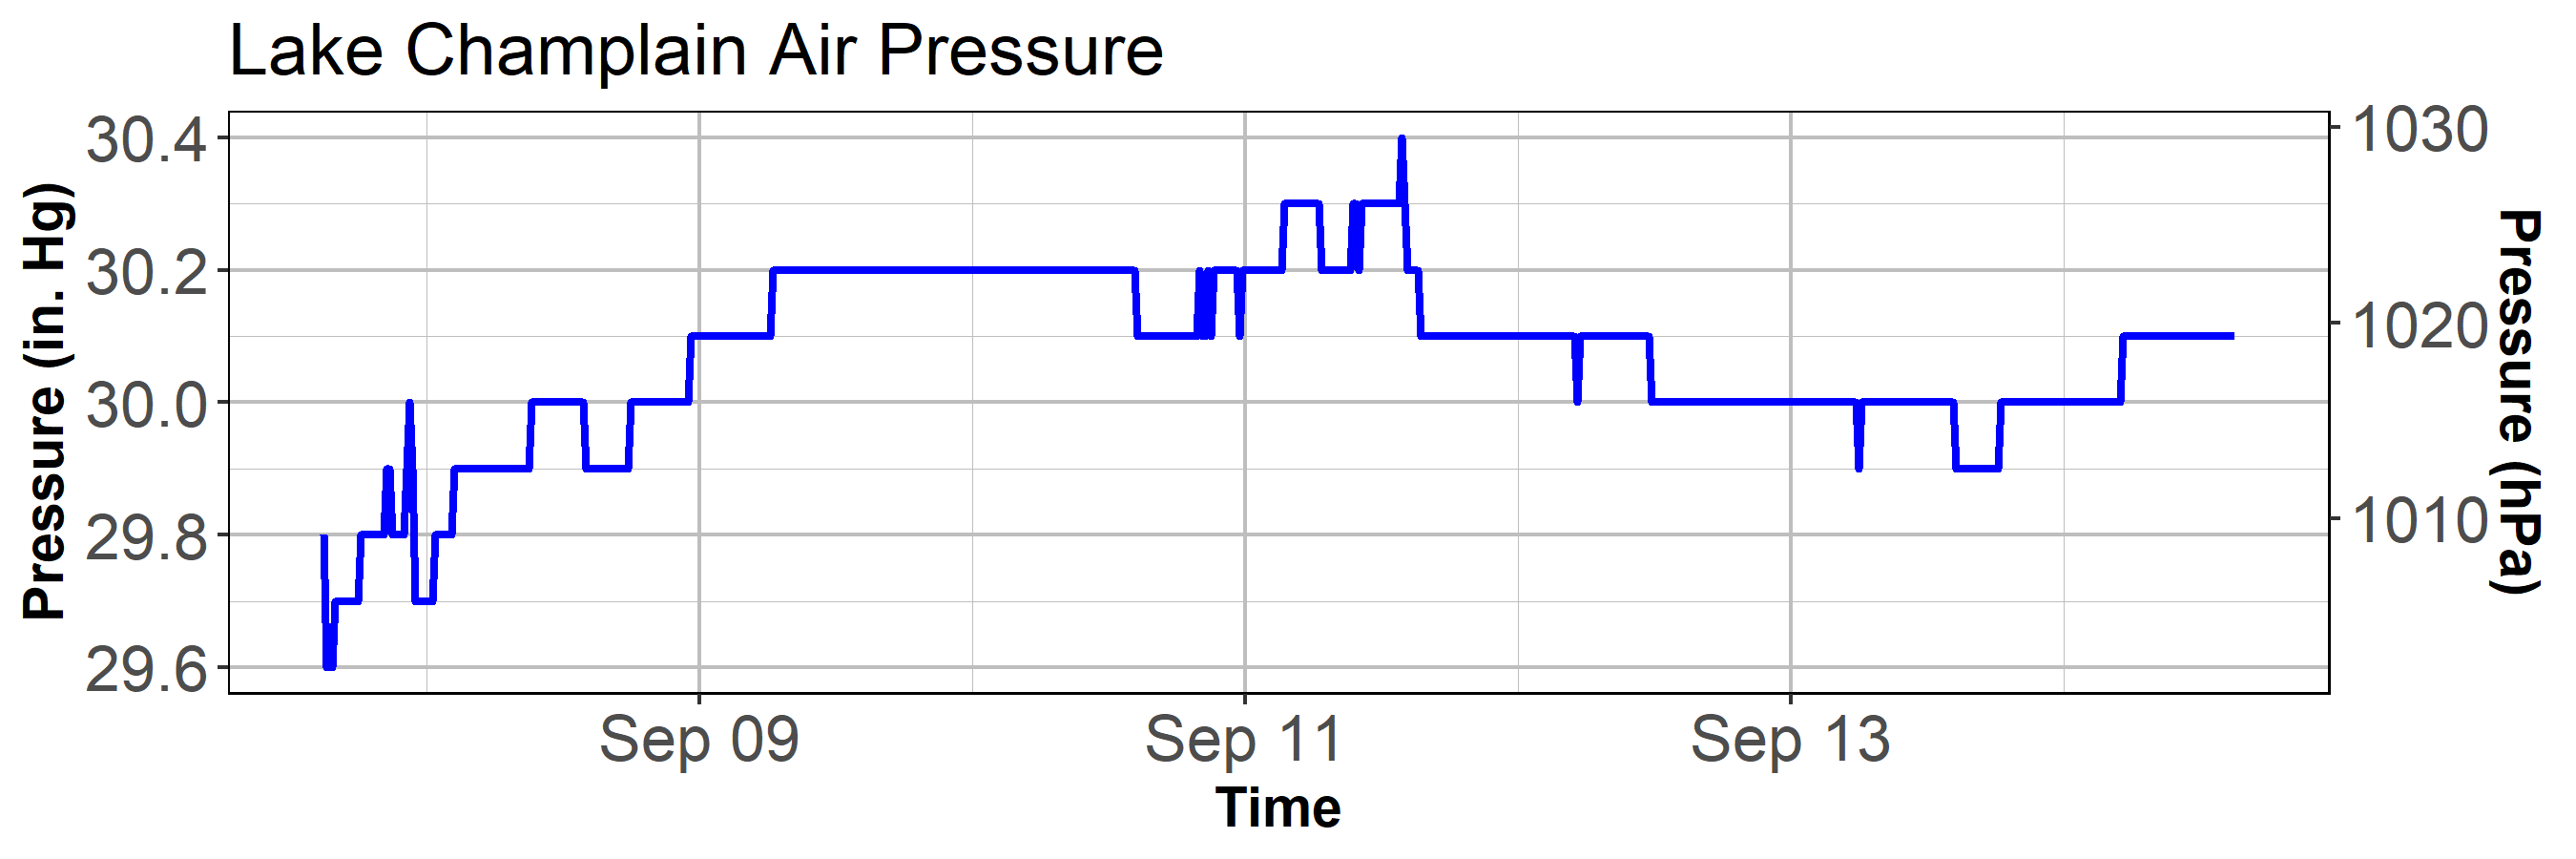 Lake Champlain Air Pressure
Pressure (in. Hg)
30.4
30.2
30.0
29.8
29.6
1030
1020
1010
Pressure (hPa)
Sep 09
Sep 11
Sep 13
Time